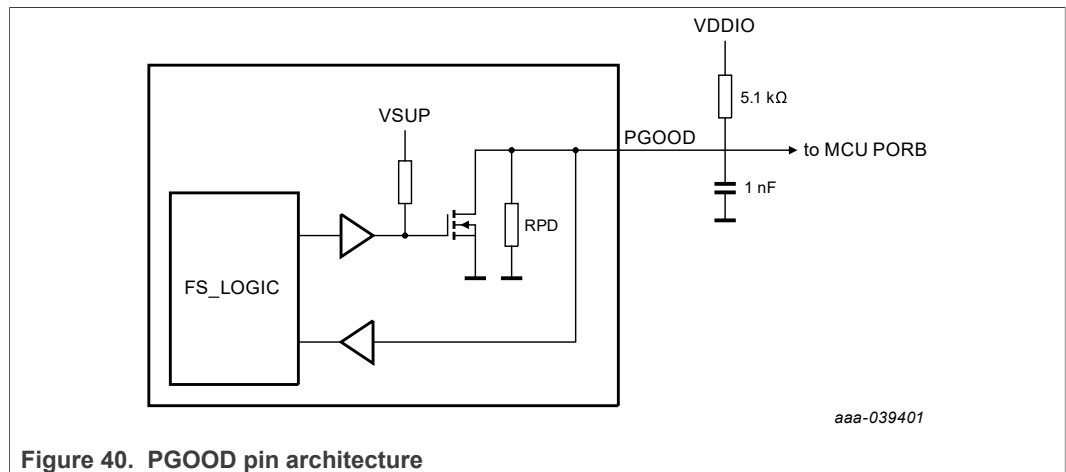 VDDIO
5.1 kΩ
VSUP
PGOOD
to MCU PORB
1 nF
RPD
FS_LOGIC
aaa-039401
Figure 40. PGOOD pin architecture